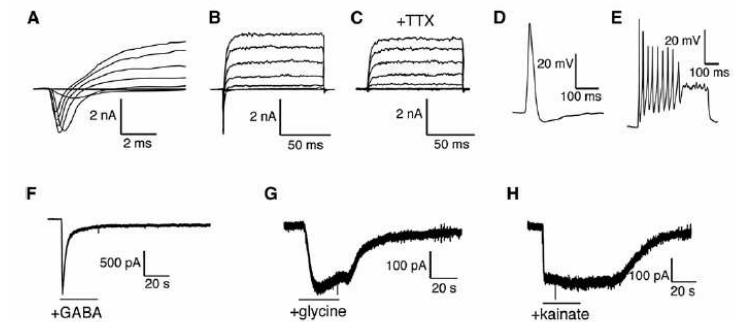 A
2 nA
2 ms
B
2 nA
50 ms
C
+TTX
2 nA
50 ms
D
20 mV
100 ms
E
20 mV
100 ms
F
500 pA
20 s
+GABA
G
100 pA
20 s
+glycine
H
100 pA
20 s
+kainate